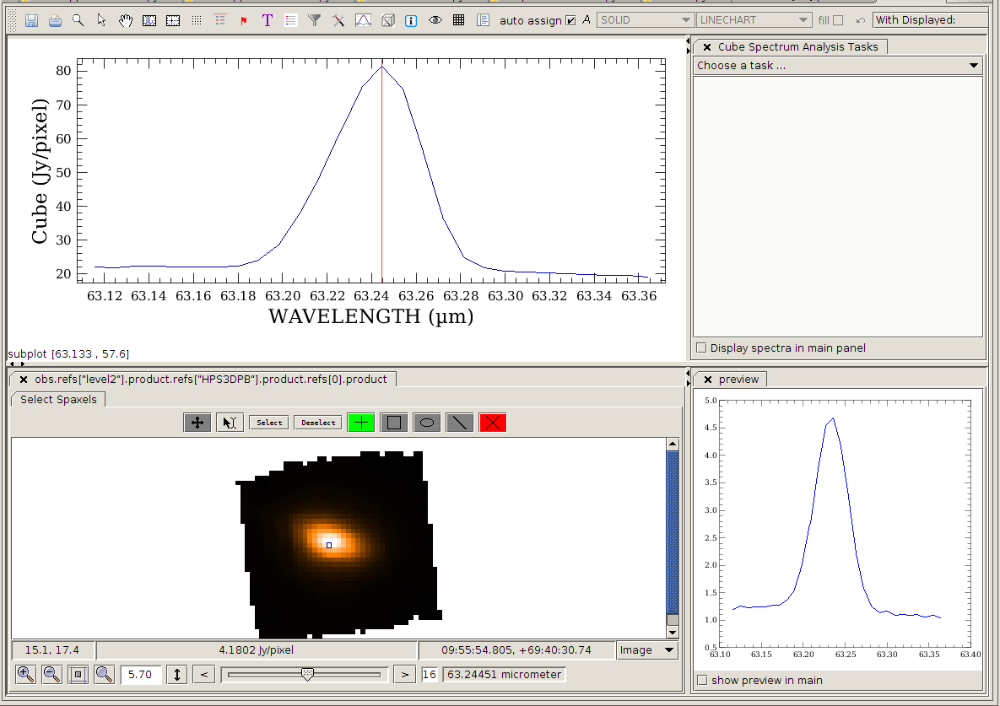 T
i
auto assign
A
SOLID
LINECHART
fill
With Displayed:
80
70
60
50
40
30
20
Cube (Jy/pixel)
63.12 63.14 63.16 63.18 63.20 63.22 63.24 63.26 63.28 63.30 63.32 63.34 63.36
WAVELENGTH (µm)
subplot [63.133 , 57.6]
Cube Spectrum Analysis Tasks
Choose a task ...
Display spectra in main panel
obs.refs["level2"].product.refs["HPS3DPB"].product.refs[0].product
Select Spaxels
Select
Deselect
15.1, 17.4
4.1802 Jy/pixel
09:55:54.805, +69:40:30.74
Image
5.70
<
>
16
63.24451 micrometer
preview
5.0
4.5
4.0
3.5
3.0
2.5
2.0
1.5
1.0
0.5
63.10 63.15 63.20 63.25 63.30 63.35 63.40
show preview in main